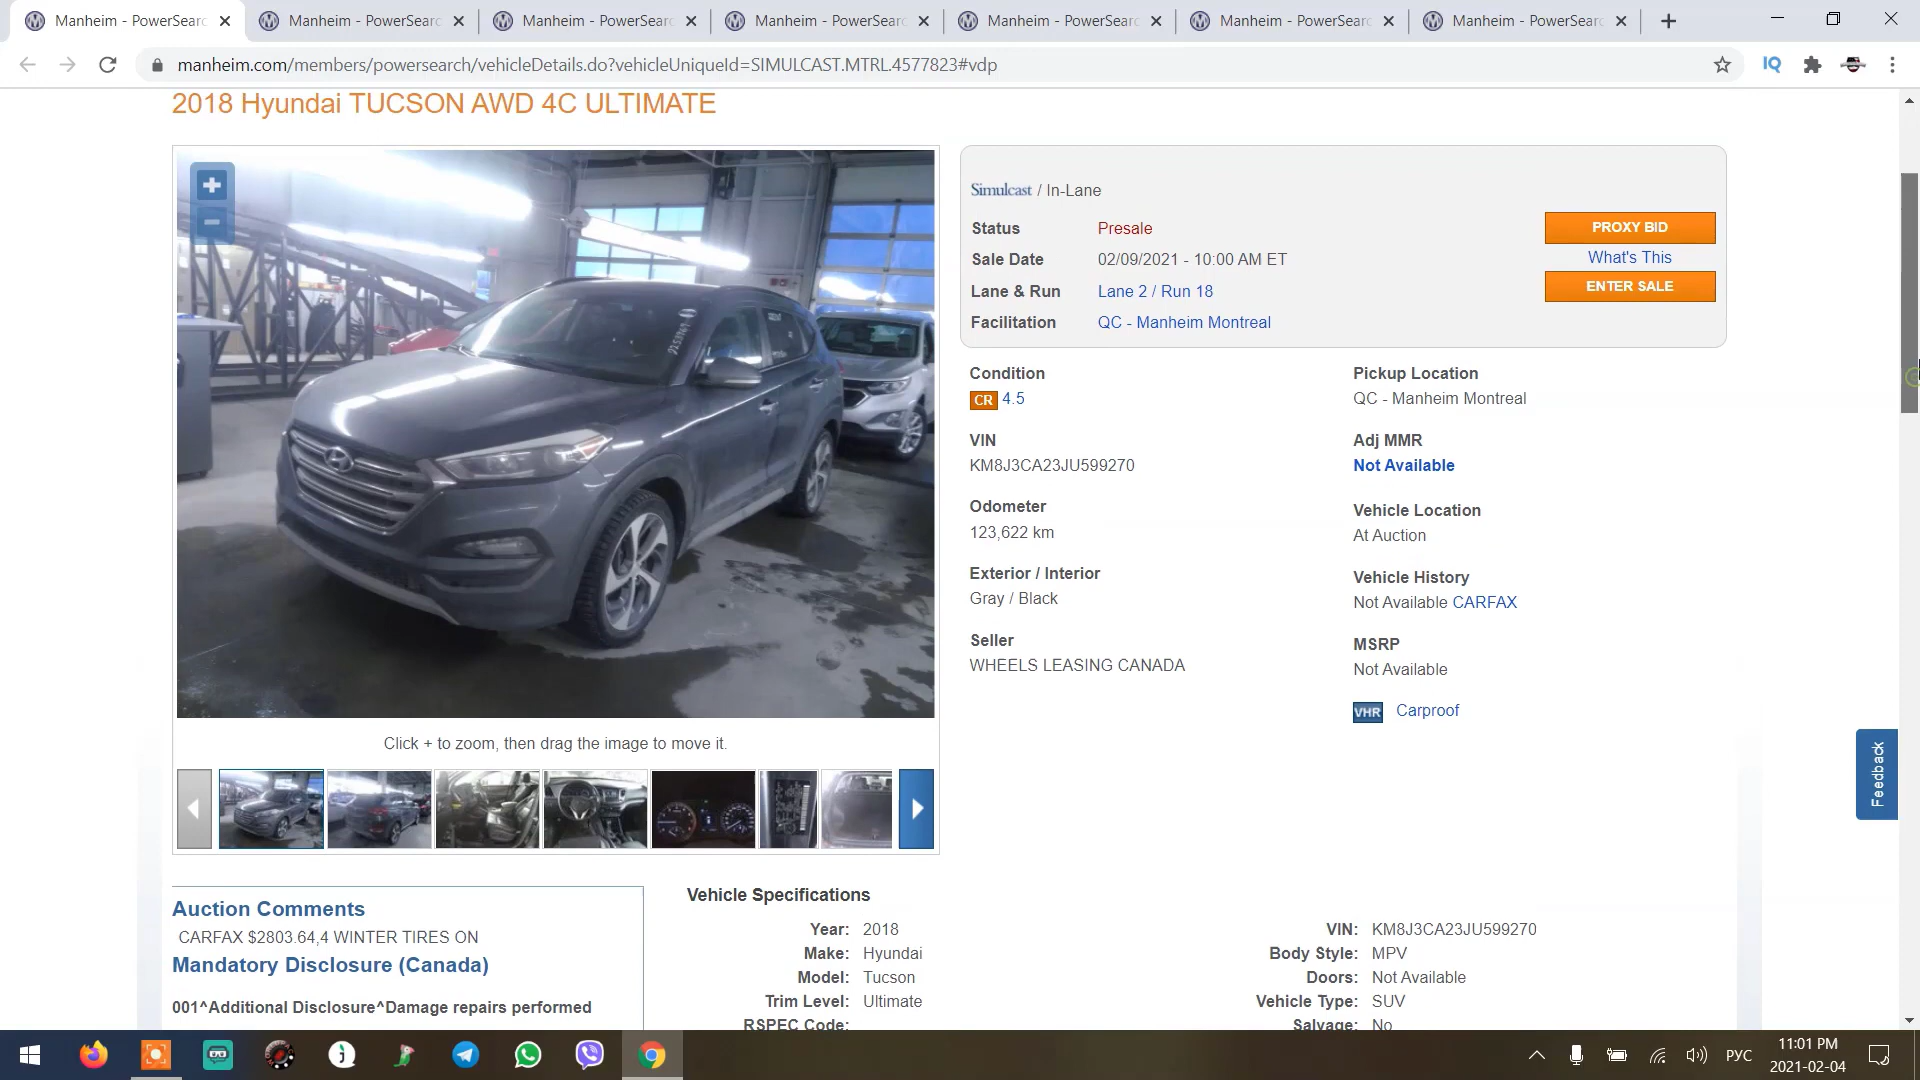 Manheim - PowerSearc
Manheim - PowerSearc
Manheim - PowerSearc
Manheim - PowerSearc
Manheim - PowerSearc
Manheim - PowerSearc
Manheim - PowerSearc
manheim.com/members/powersearch/vehicleDetails.do?vehicleUniqueId=SIMULCAST.MTRL.4577823#vdp
IQ
2018 Hyundai TUCSON AWD 4C ULTIMATE
Simulcast / In-Lane
Status Presale
Sale Date 02/09/2021 - 10:00 AM ET
Lane & Run Lane 2 / Run 18
Facilitation QC - Manheim Montreal
PROXY BID
What's This
ENTER SALE
Condition
CR 4.5
VIN
KM8J3CA23JU599270
Odometer
123,622 km
Exterior / Interior
Gray / Black
Seller
WHEELS LEASING CANADA
Pickup Location
QC - Manheim Montreal
Adj MMR
Not Available
Vehicle Location
At Auction
Vehicle History
Not Available CARFAX
MSRP
Not Available
VHR Carproof
Feedback
Click + to zoom, then drag the image to move it.
Auction Comments
CARFAX $2803.64,4 WINTER TIRES ON
Mandatory Disclosure (Canada)
001^Additional Disclosure^Damage repairs performed
Vehicle Specifications
Year: 2018
Make: Hyundai
Model: Tucson
Trim Level: Ultimate
RSPEC Code:
VIN: KM8J3CA23JU599270
Body Style: MPV
Doors: Not Available
Vehicle Type: SUV
Salvage: No
РУС
11:01 PM
2021-02-04